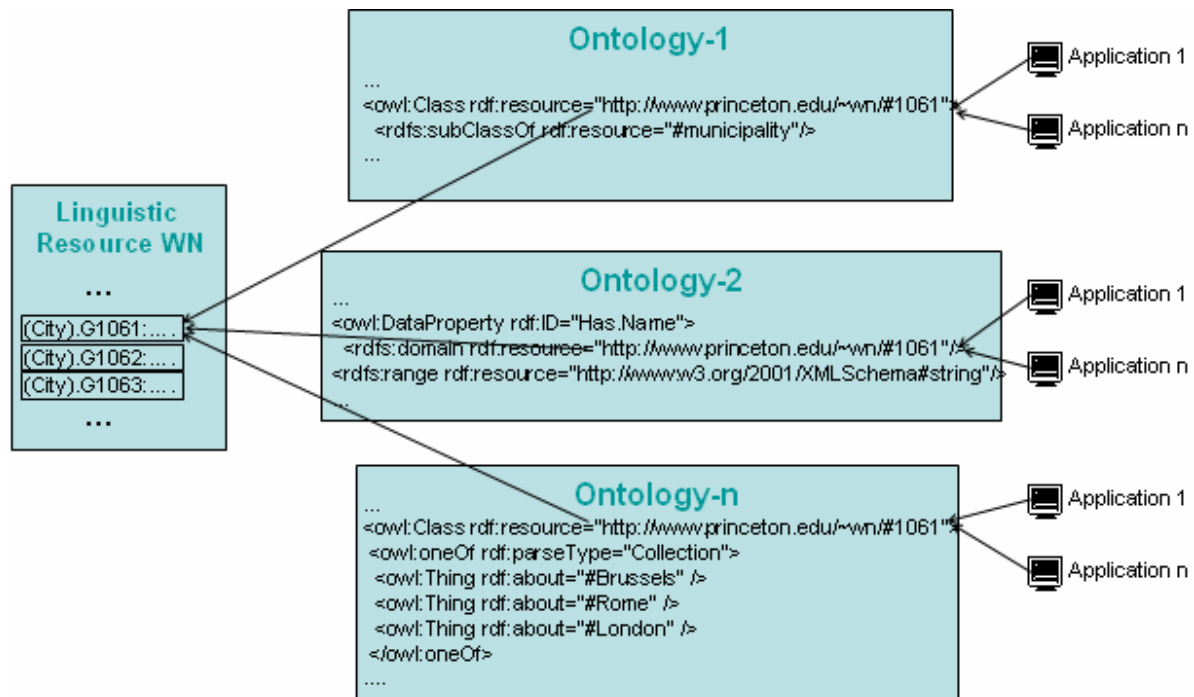 Ontology-1
...
<owl:Class rdf:resource="http://www.princeton.edu/~wn/#1061">
<rdfs:subClassOf rdf:resource="#municipality"/>
...
Application 1
Application n
Linguistic
Resource WN
...
(City).G1061:... .
(City).G1062:... .
(City).G1063:... .
...
Ontology-2
...
<owl:DataProperty rdf:ID="Has.Name">
<rdfs:domain rdf:resource="http://www.princeton.edu/~wn/#1061"/>
<rdfs:range rdf:resource="http://www.w3.org/2001/XMLSchema#string"/>
...
Application 1
Application n
Ontology-n
...
<owl:Class rdf:resource="http://www.princeton.edu/~wn/#1061">
<owl:oneOf rdf:parseType="Collection">
<owl:Thing rdf:about="#Brussels" />
<owl:Thing rdf:about="#Rome" />
<owl:Thing rdf:about="#London" />
</owl:oneOf>
....
Application 1
Application n